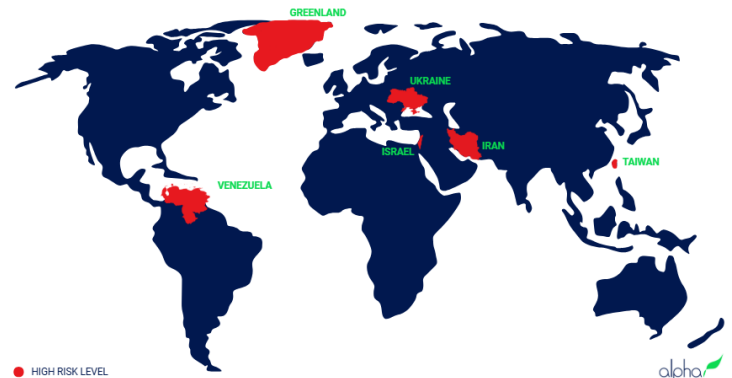 GREENLAND
UKRAINE
ISRAEL
IRAN
TAIWAN
VENEZUELA
HIGH RISK LEVEL
alpha